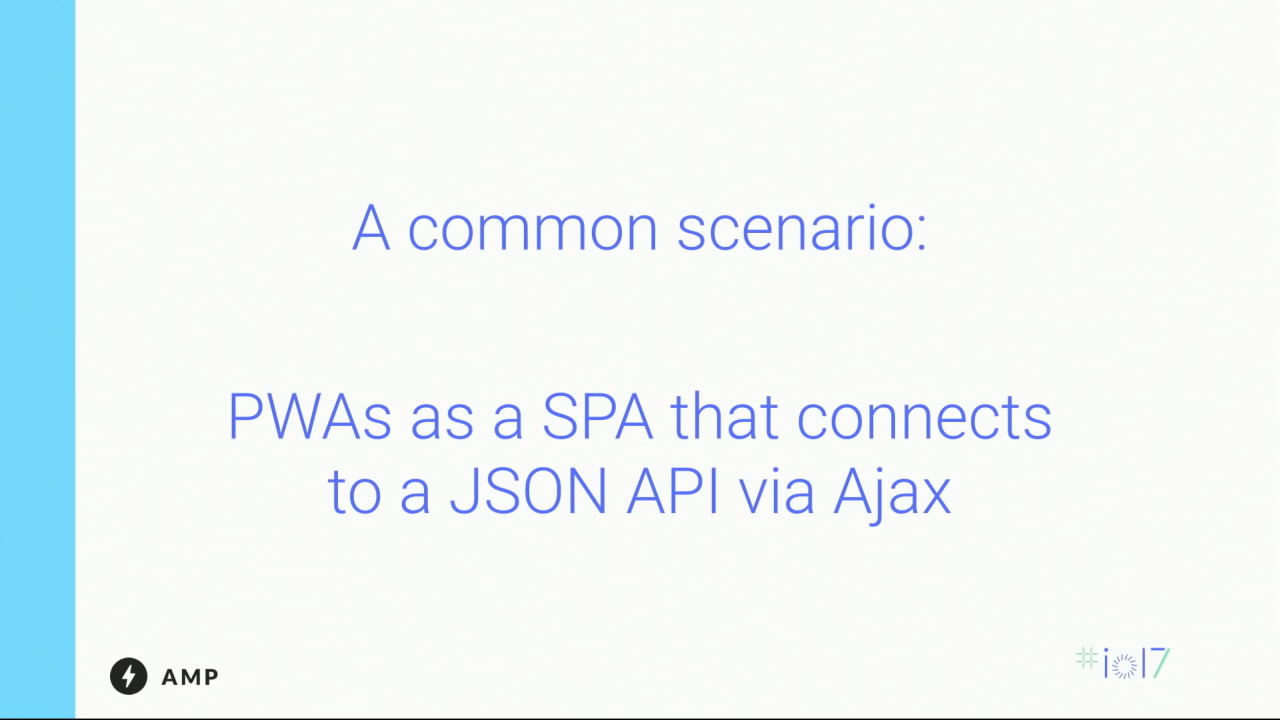 A common scenario:
PWAs as a SPA that connects
to a JSON API via Ajax
AMP
#io17